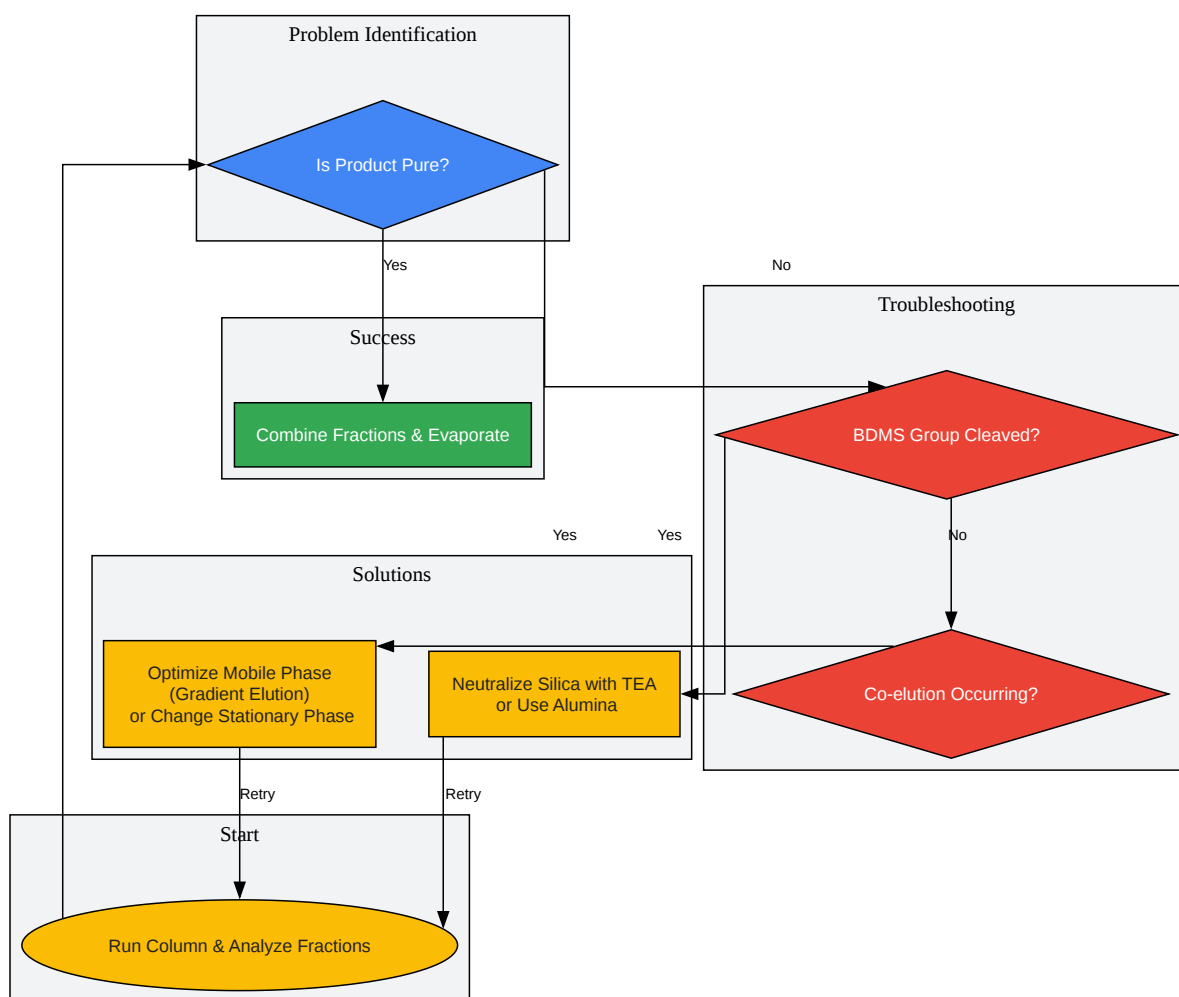 Problem Identification
Is Product Pure?
Yes
No
Success
Combine Fractions & Evaporate
Troubleshooting
BDMS Group Cleaved?
No
Yes
Yes
Co-elution Occurring?
Solutions
Optimize Mobile Phase
(Gradient Elution)
or Change Stationary Phase
Neutralize Silica with TEA
or Use Alumina
Retry
Retry
Start
Run Column & Analyze Fractions